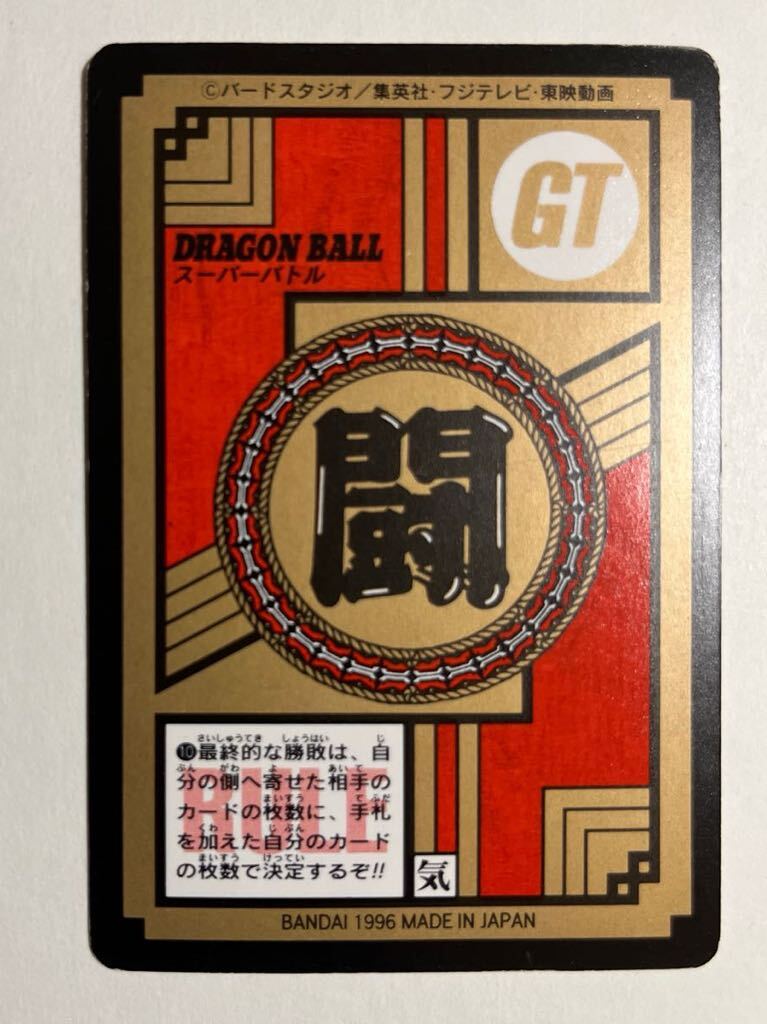 ©バードスタジオ／集英社・フジテレビ・東映動画
GT
DRAGON BALL
スーパーバトル
闘
❿最終的な勝敗は、自
分の側へ寄せた相手の
カードの枚数に、手札
を加えた自分のカード
の枚数で決定するぞ!!
気
BANDAI 1996 MADE IN JAPAN